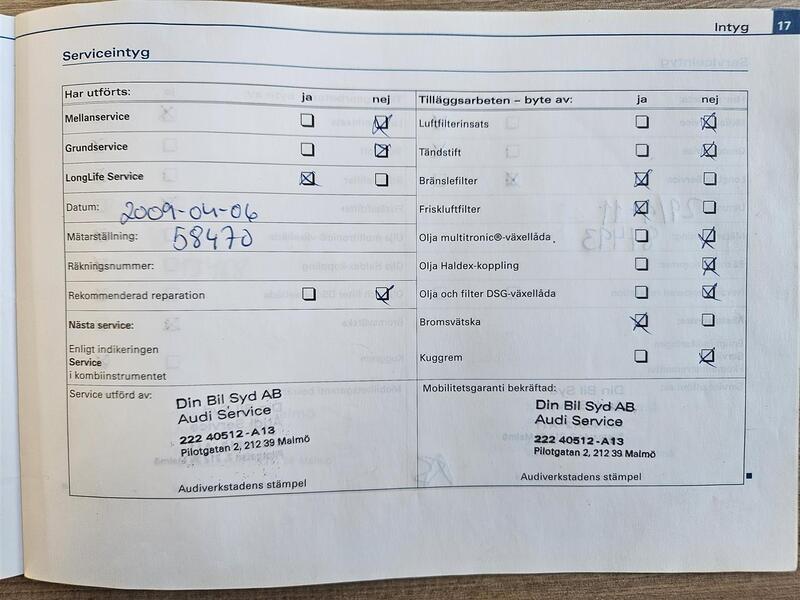 Intyg 17
Serviceintyg
Har utförts: ja nej
Mellanservice
Grundservice
LongLife Service
Datum: 2009-04-06
Mätarställning: 58470
Räkningsnummer:
Rekommenderad reparation
Nästa service:
Enligt indikeringen
Service
i kombiinstrumentet
Service utförd av:
Din Bil Syd AB
Audi Service
222 40512-A13
Pilotgatan 2, 212 39 Malmö
Audiverkstadens stämpel
Tilläggsarbeten – byte av: ja nej
Luftfilterinsats
Tändstift
Bränslefilter
Friskluftfilter
Olja multitronic®-växellåda
Olja Haldex-koppling
Olja och filter DSG-växellåda
Bromsvätska
Kuggrem
Mobilitetsgaranti bekräftad:
Din Bil Syd AB
Audi Service
222 40512-A13
Pilotgatan 2, 212 39 Malmö
Audiverkstadens stämpel